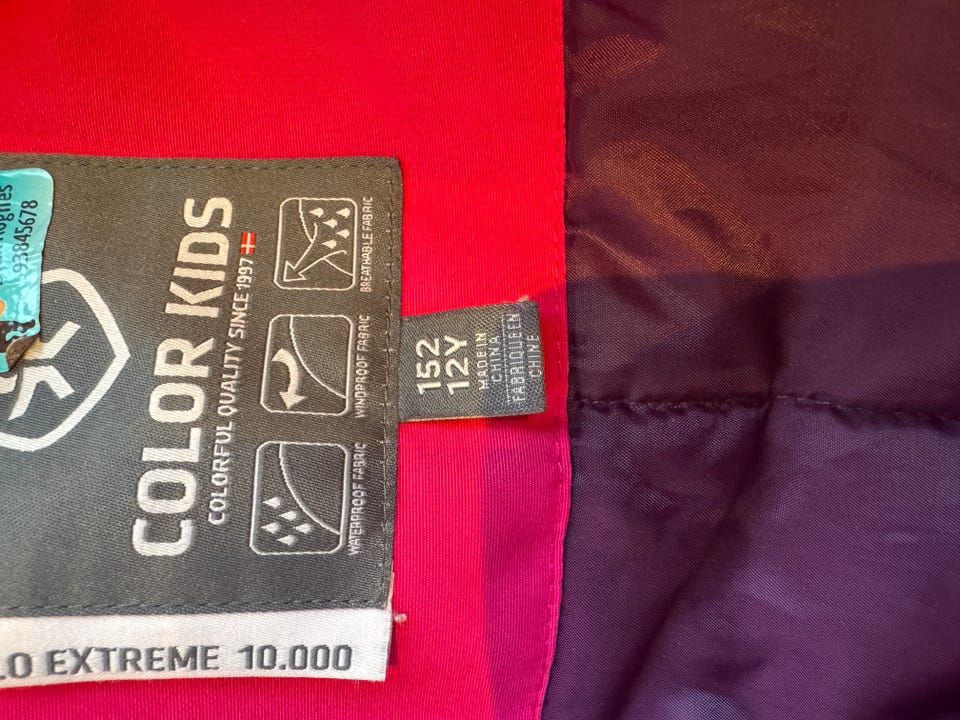 93845678
COLOR KIDS
COLORFUL QUALITY SINCE 1997
WATERPROOF FABRIC
WINDPROOF FABRIC
BREATHABLE FABRIC
EXTREME 10.000
152
12Y
MADE IN
CHINA
FABRIQUE EN
CHINE